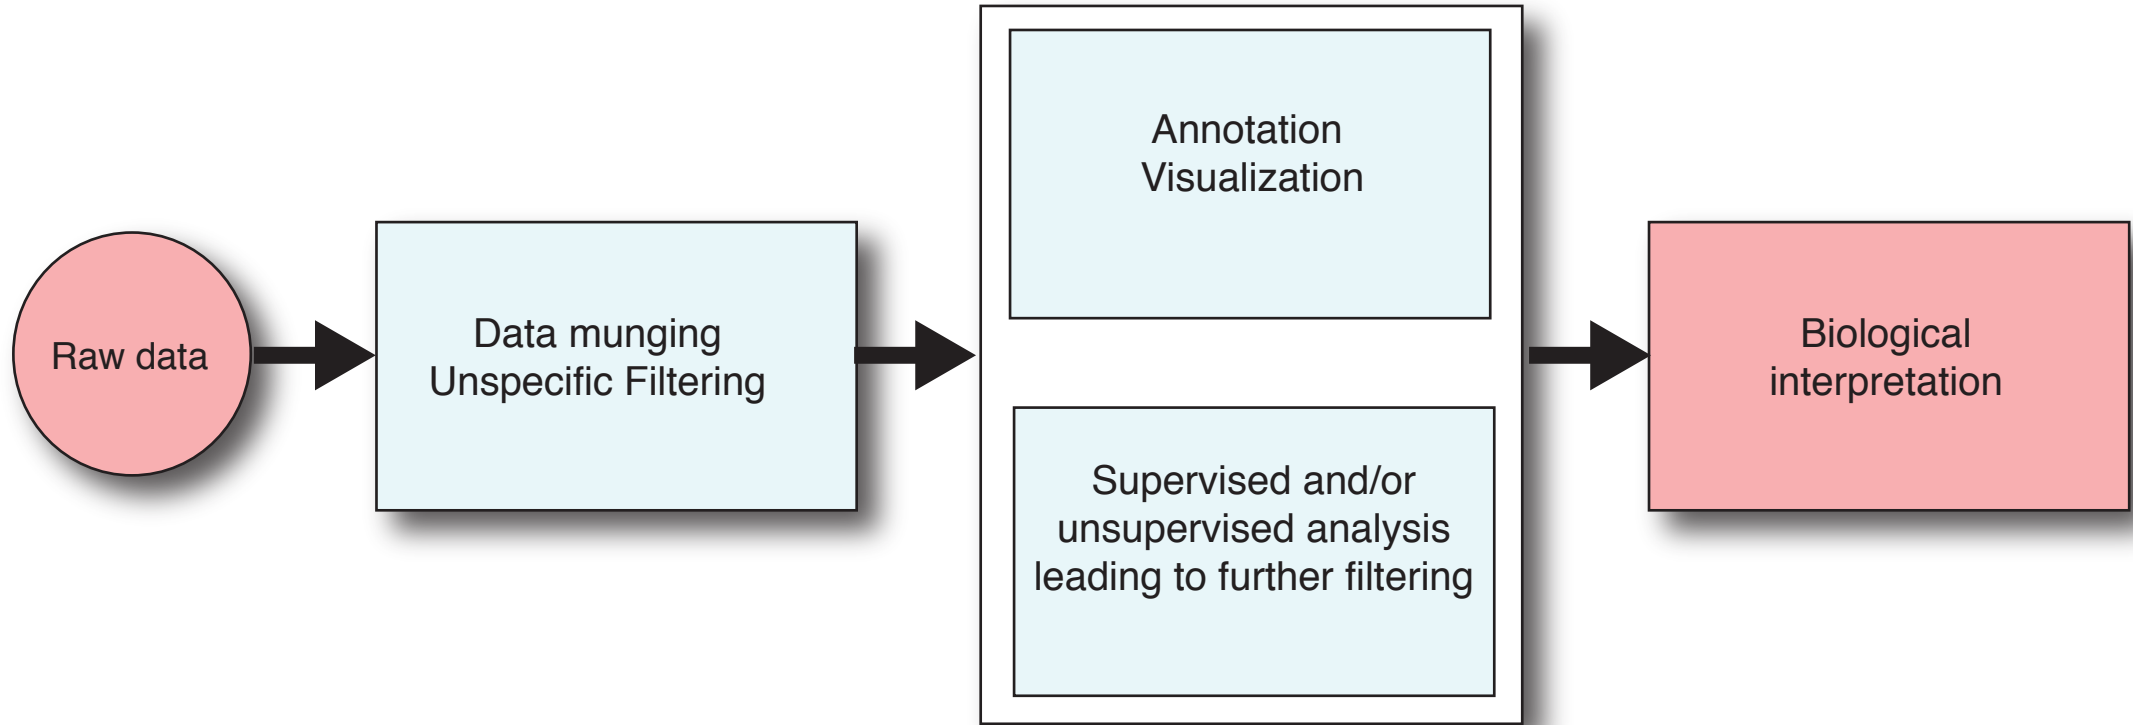 Raw data
Data munging
Unspecific Filtering
Annotation
Visualization
Supervised and/or
unsupervised analysis
leading to further filtering
Biological
interpretation